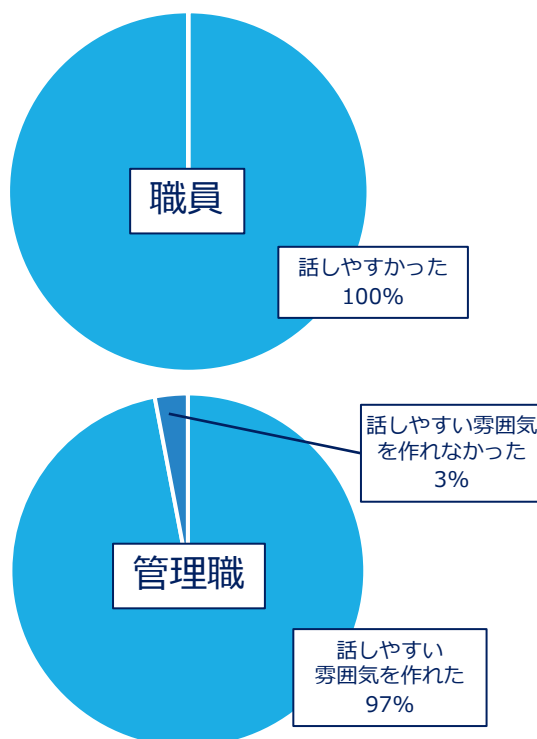 職員
話しやすかった
100%
話しやすい雰囲気
を作れなかった
3%
管理職
話しやすい
雰囲気を作れた
97%